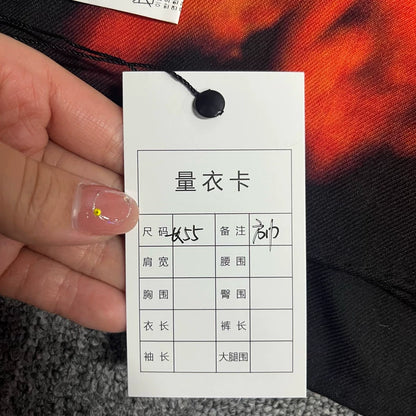 量衣卡
尺码 备注
肩宽 腰围
胸围 臀围
衣长 裤长
袖长 大腿围